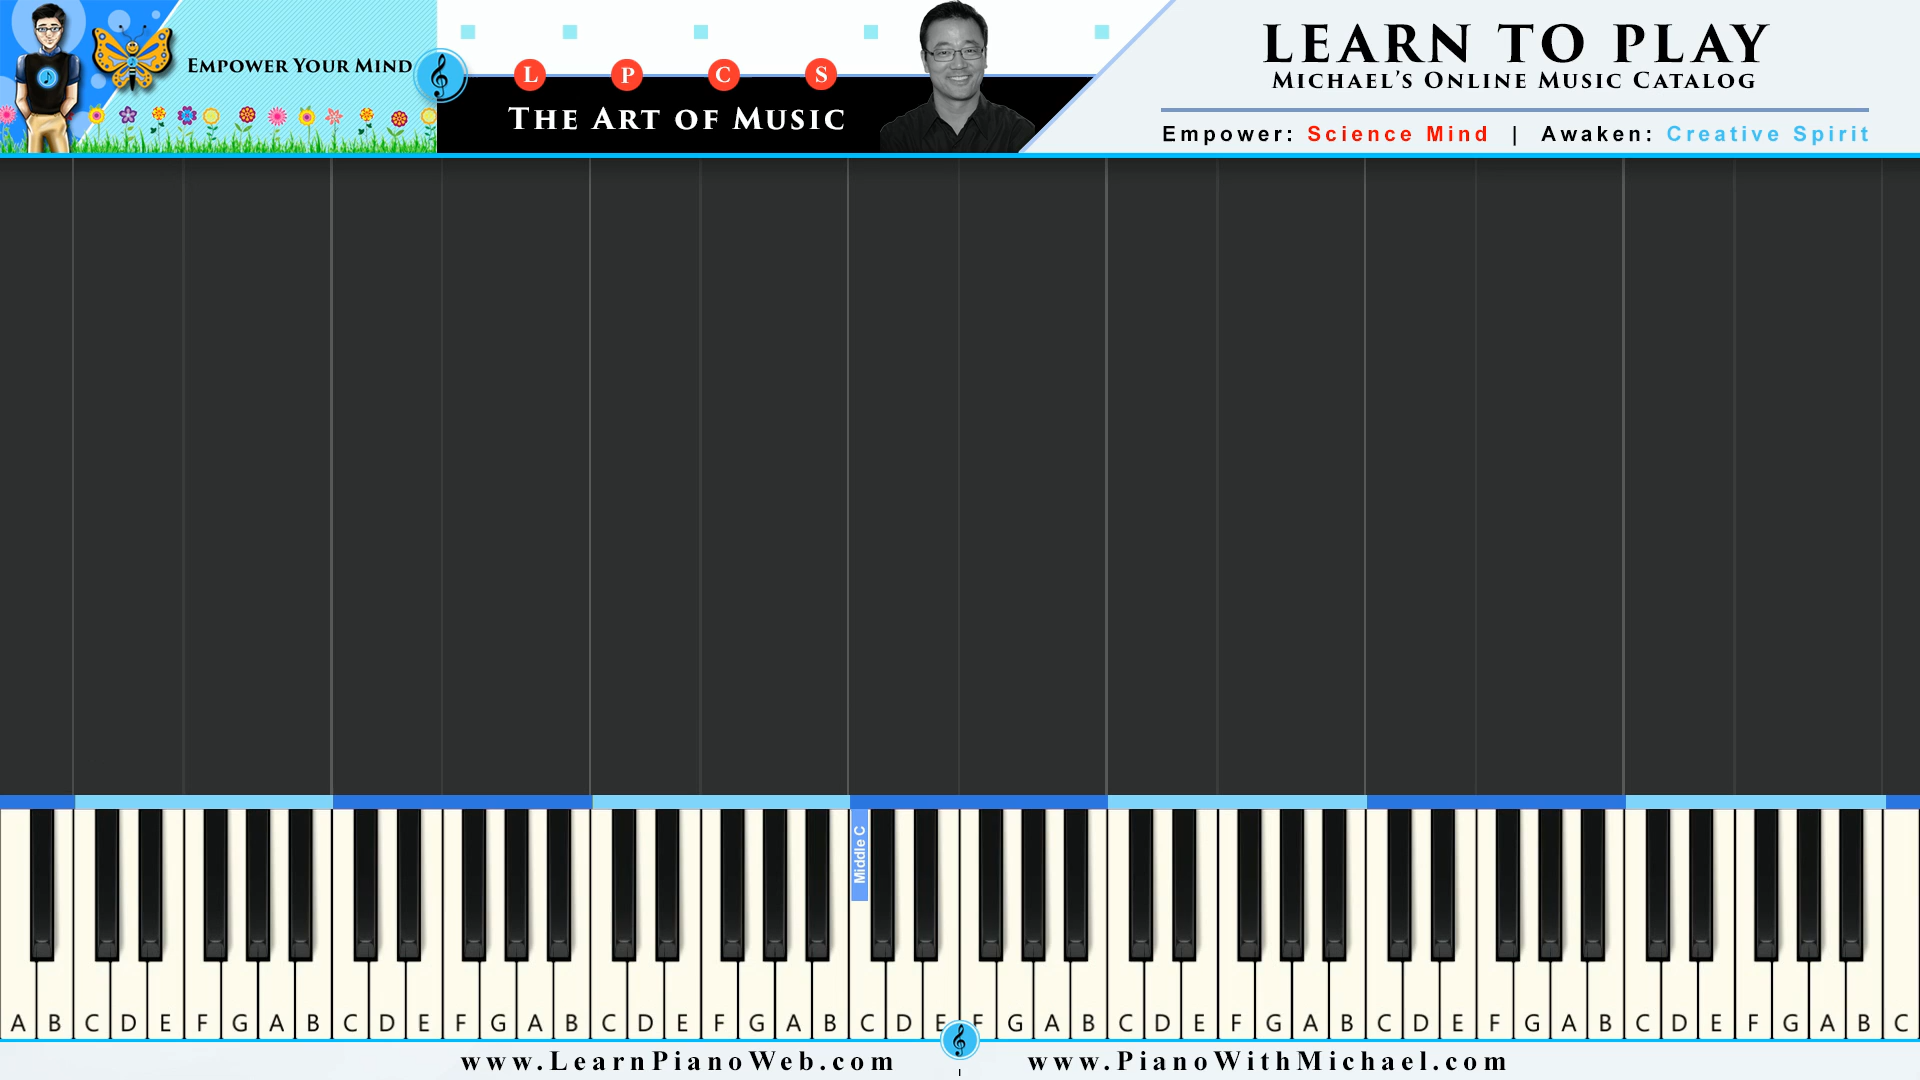 EMPOWER YOUR MIND
L P C S
THE ART OF MUSIC
LEARN TO PLAY
MICHAEL'S ONLINE MUSIC CATALOG
Empower: Science Mind | Awaken: Creative Spirit
Middle C
A B C D E F G A B C D E F G A B C D E F G A B C D E F G A B C D E F G A B C D E F G A B C D E F G A B C
www.LearnPianoWeb.com
www.PianoWithMichael.com